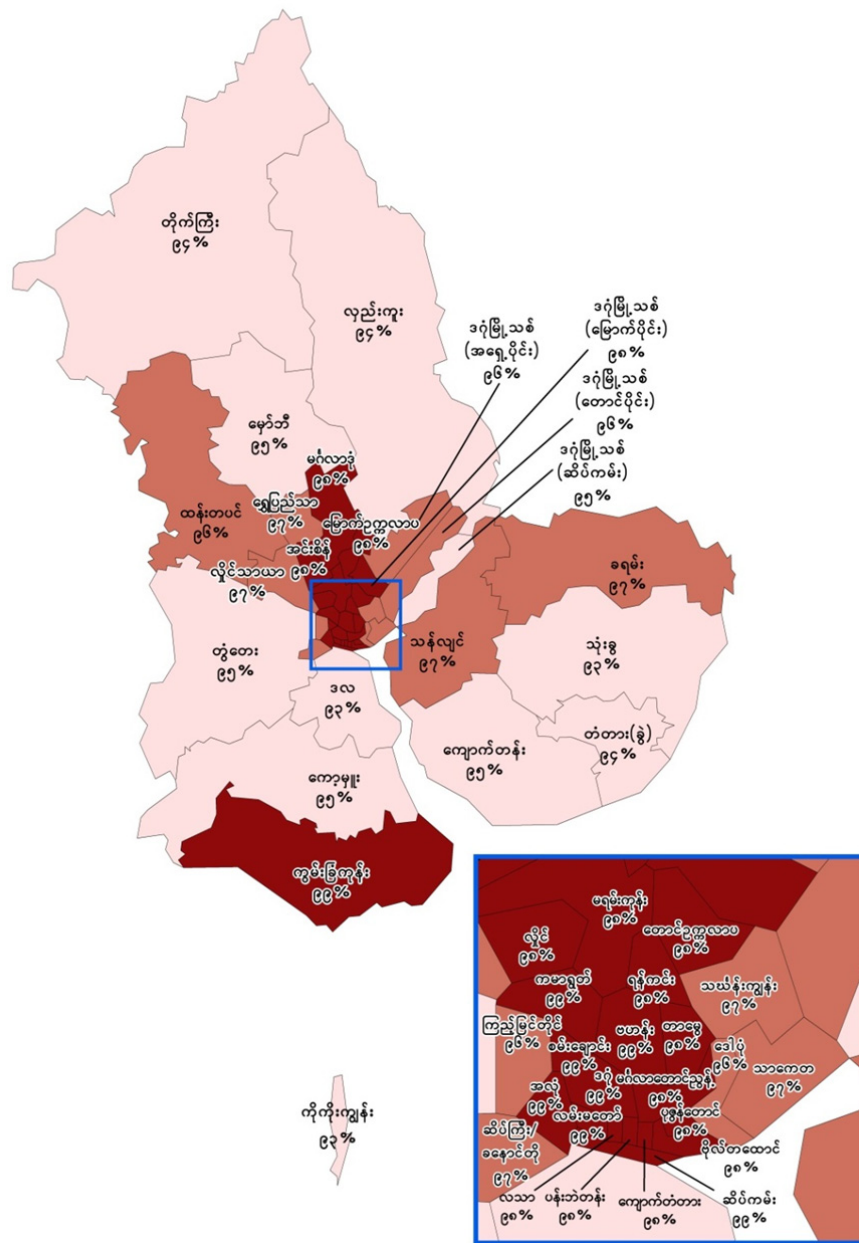 တိုက်ကြီး
၉၄%
လှည်းကူး
၉၄%
ဒဂုံမြို့သစ်
(အရှေ့ပိုင်း)
၉၆%
ဒဂုံမြို့သစ်
(မြောက်ပိုင်း)
၉၈%
ဒဂုံမြို့သစ်
(တောင်ပိုင်း)
၉၆%
ဒဂုံမြို့သစ်
(ဆိပ်ကမ်း)
၉၅%
မှော်ဘီ
၉၅%
မင်္ဂလာဒုံ
၉၈%
ရွှေပြည်သာ
၉၇%
ထန်းတပင်
၉၆%
မြောက်ဥက္ကလာပ
၉၈%
အင်းစိန်
၉၈%
လှိုင်သာယာ
၉၇%
ခရမ်း
၉၇%
တွံတေး
၉၅%
သန်လျင်
၉၇%
သုံးခွ
၉၃%
ဒလ
၉၃%
ကျောက်တန်း
၉၅%
တံတား(ခွဲ)
၉၄%
ကော့မှူး
၉၅%
ကွမ်းခြံကုန်း
၉၉%
ကိုကိုးကျွန်း
၉၃%
မရမ်းကုန်း
၉၈%
လှိုင်
၉၈%
တောင်ဥက္ကလာပ
၉၈%
ကမာရွတ်
၉၉%
ရန်ကင်း
၉၈%
သင်္ဃန်းကျွန်း
၉၇%
ကြည့်မြင်တိုင်
၉၆%
စမ်းချောင်း
၉၉%
ဗဟန်း
၉၉%
တာမွေ
၉၈%
ဒေါပုံ
၉၆%
သာကေတ
၉၇%
အလုံ
၉၉%
ဒဂုံ
၉၉%
မင်္ဂလာတောင်ညွန့်
၉၈%
လမ်းမတော်
၉၉%
ပုဇွန်တောင်
၉၈%
ဆိပ်ကြီး/
ခနောင်တို
၉၇%
ဗိုလ်တထောင်
၉၈%
လသာ
၉၈%
ပန်းဘဲတန်း
၉၈%
ကျောက်တံတား
၉၈%
ဆိပ်ကမ်း
၉၉%